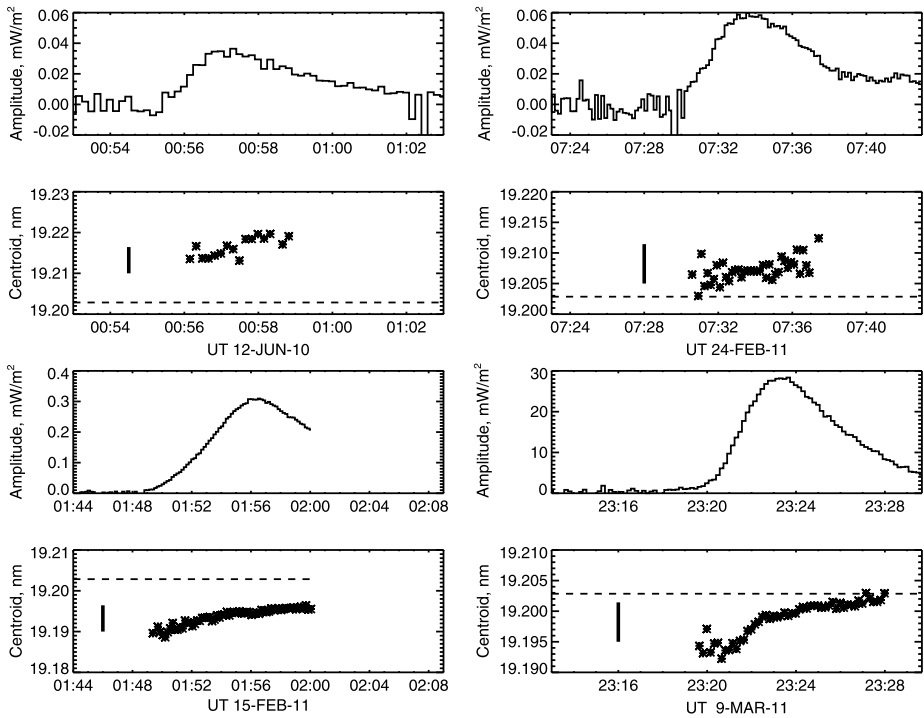 Amplitude, mW/m²
0.06
0.04
0.02
0.00
-0.02
00:54 00:56 00:58 01:00 01:02
Centroid, nm
19.23
19.22
19.21
19.20
00:54 00:56 00:58 01:00 01:02
UT 12-JUN-10
Amplitude, mW/m²
0.06
0.04
0.02
0.00
-0.02
07:24 07:28 07:32 07:36 07:40
Centroid, nm
19.220
19.215
19.210
19.205
19.200
07:24 07:28 07:32 07:36 07:40
UT 24-FEB-11
Amplitude, mW/m²
0.4
0.3
0.2
0.1
0.0
01:44 01:48 01:52 01:56 02:00 02:04 02:08
Centroid, nm
19.21
19.20
19.19
19.18
01:44 01:48 01:52 01:56 02:00 02:04 02:08
UT 15-FEB-11
Amplitude, mW/m²
30
20
10
0
23:16 23:20 23:24 23:28
Centroid, nm
19.210
19.205
19.200
19.195
19.190
23:16 23:20 23:24 23:28
UT 9-MAR-11